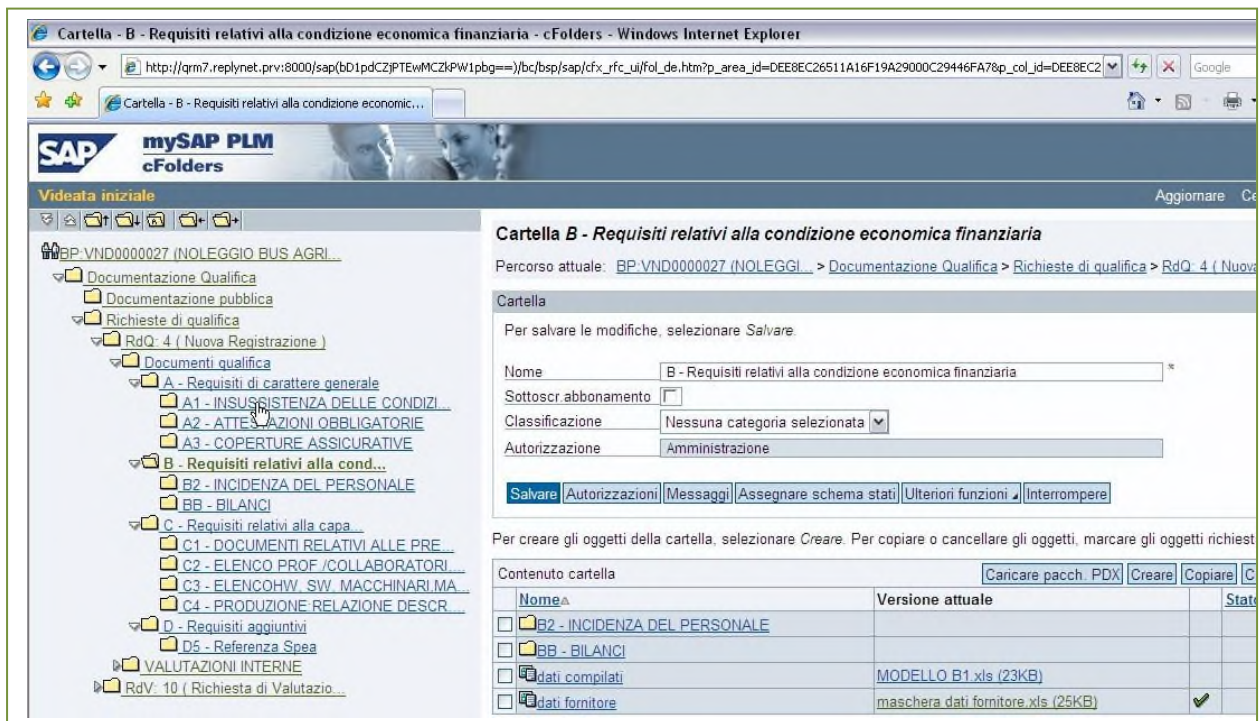 Cartella - B - Requisiti relativi alla condizione economica finanziaria - cFolders - Windows Internet Explorer
http://qrm7.replynet.prv:8000/sap(bD1pdCZjPTEwMCZkPW1pbg==)/bc/bsp/sap/cfx_rfc_ui/fol_de.htm?p_area_id=DEE8EC26511A16F19A29000C29446FA7&p_col_id=DEE8EC2
Google
Cartella - B - Requisiti relativi alla condizione economic...
SAP
mySAP PLM
cFolders
Videata iniziale
Aggiornare Ce
BP:VND0000027 (NOLEGGIO BUS AGRI...
Documentazione Qualifica
Documentazione pubblica
Richieste di qualifica
RdQ: 4 ( Nuova Registrazione )
Documenti qualifica
A - Requisiti di carattere generale
A1 - INSUSSISTENZA DELLE CONDIZI...
A2 - ATTESTAZIONI OBBLIGATORIE
A3 - COPERTURE ASSICURATIVE
B - Requisiti relativi alla cond...
B2 - INCIDENZA DEL PERSONALE
BB - BILANCI
C - Requisiti relativi alla capa...
C1 - DOCUMENTI RELATIVI ALLE PRE...
C2 - ELENCO PROF./COLLABORATORI,...
C3 - ELENCOHW, SW, MACCHINARI,MA...
C4 - PRODUZIONE RELAZIONE DESCR....
D - Requisiti aggiuntivi
D5 - Referenza Spea
VALUTAZIONI INTERNE
RdV: 10 ( Richiesta di Valutazio...
Cartella B - Requisiti relativi alla condizione economica finanziaria
Percorso attuale: BP:VND0000027 (NOLEGGI... > Documentazione Qualifica > Richieste di qualifica > RdQ: 4 ( Nuova
Cartella
Per salvare le modifiche, selezionare Salvare.
Nome B - Requisiti relativi alla condizione economica finanziaria *
Sottoscr.abbonamento
Classificazione Nessuna categoria selezionata
Autorizzazione Amministrazione
Salvare Autorizzazioni Messaggi Assegnare schema stati Ulteriori funzioni Interrompere
Per creare gli oggetti della cartella, selezionare Creare. Per copiare o cancellare gli oggetti, marcare gli oggetti richiest
Contenuto cartella Caricare pacch. PDX Creare Copiare C
Nome Versione attuale Stato
B2 - INCIDENZA DEL PERSONALE
BB - BILANCI
dati compilati MODELLO B1.xls (23KB)
dati fornitore maschera dati fornitore.xls (25KB)